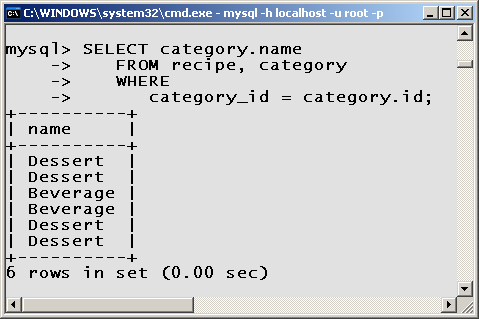 C:\WINDOWS\system32\cmd.exe - mysql -h localhost -u root -p
mysql> SELECT category.name
    ->     FROM recipe, category
    ->     WHERE
    ->        category_id = category.id;
+----------+
| name     |
+----------+
| Dessert  |
| Dessert  |
| Beverage |
| Beverage |
| Dessert  |
| Dessert  |
+----------+
6 rows in set (0.00 sec)